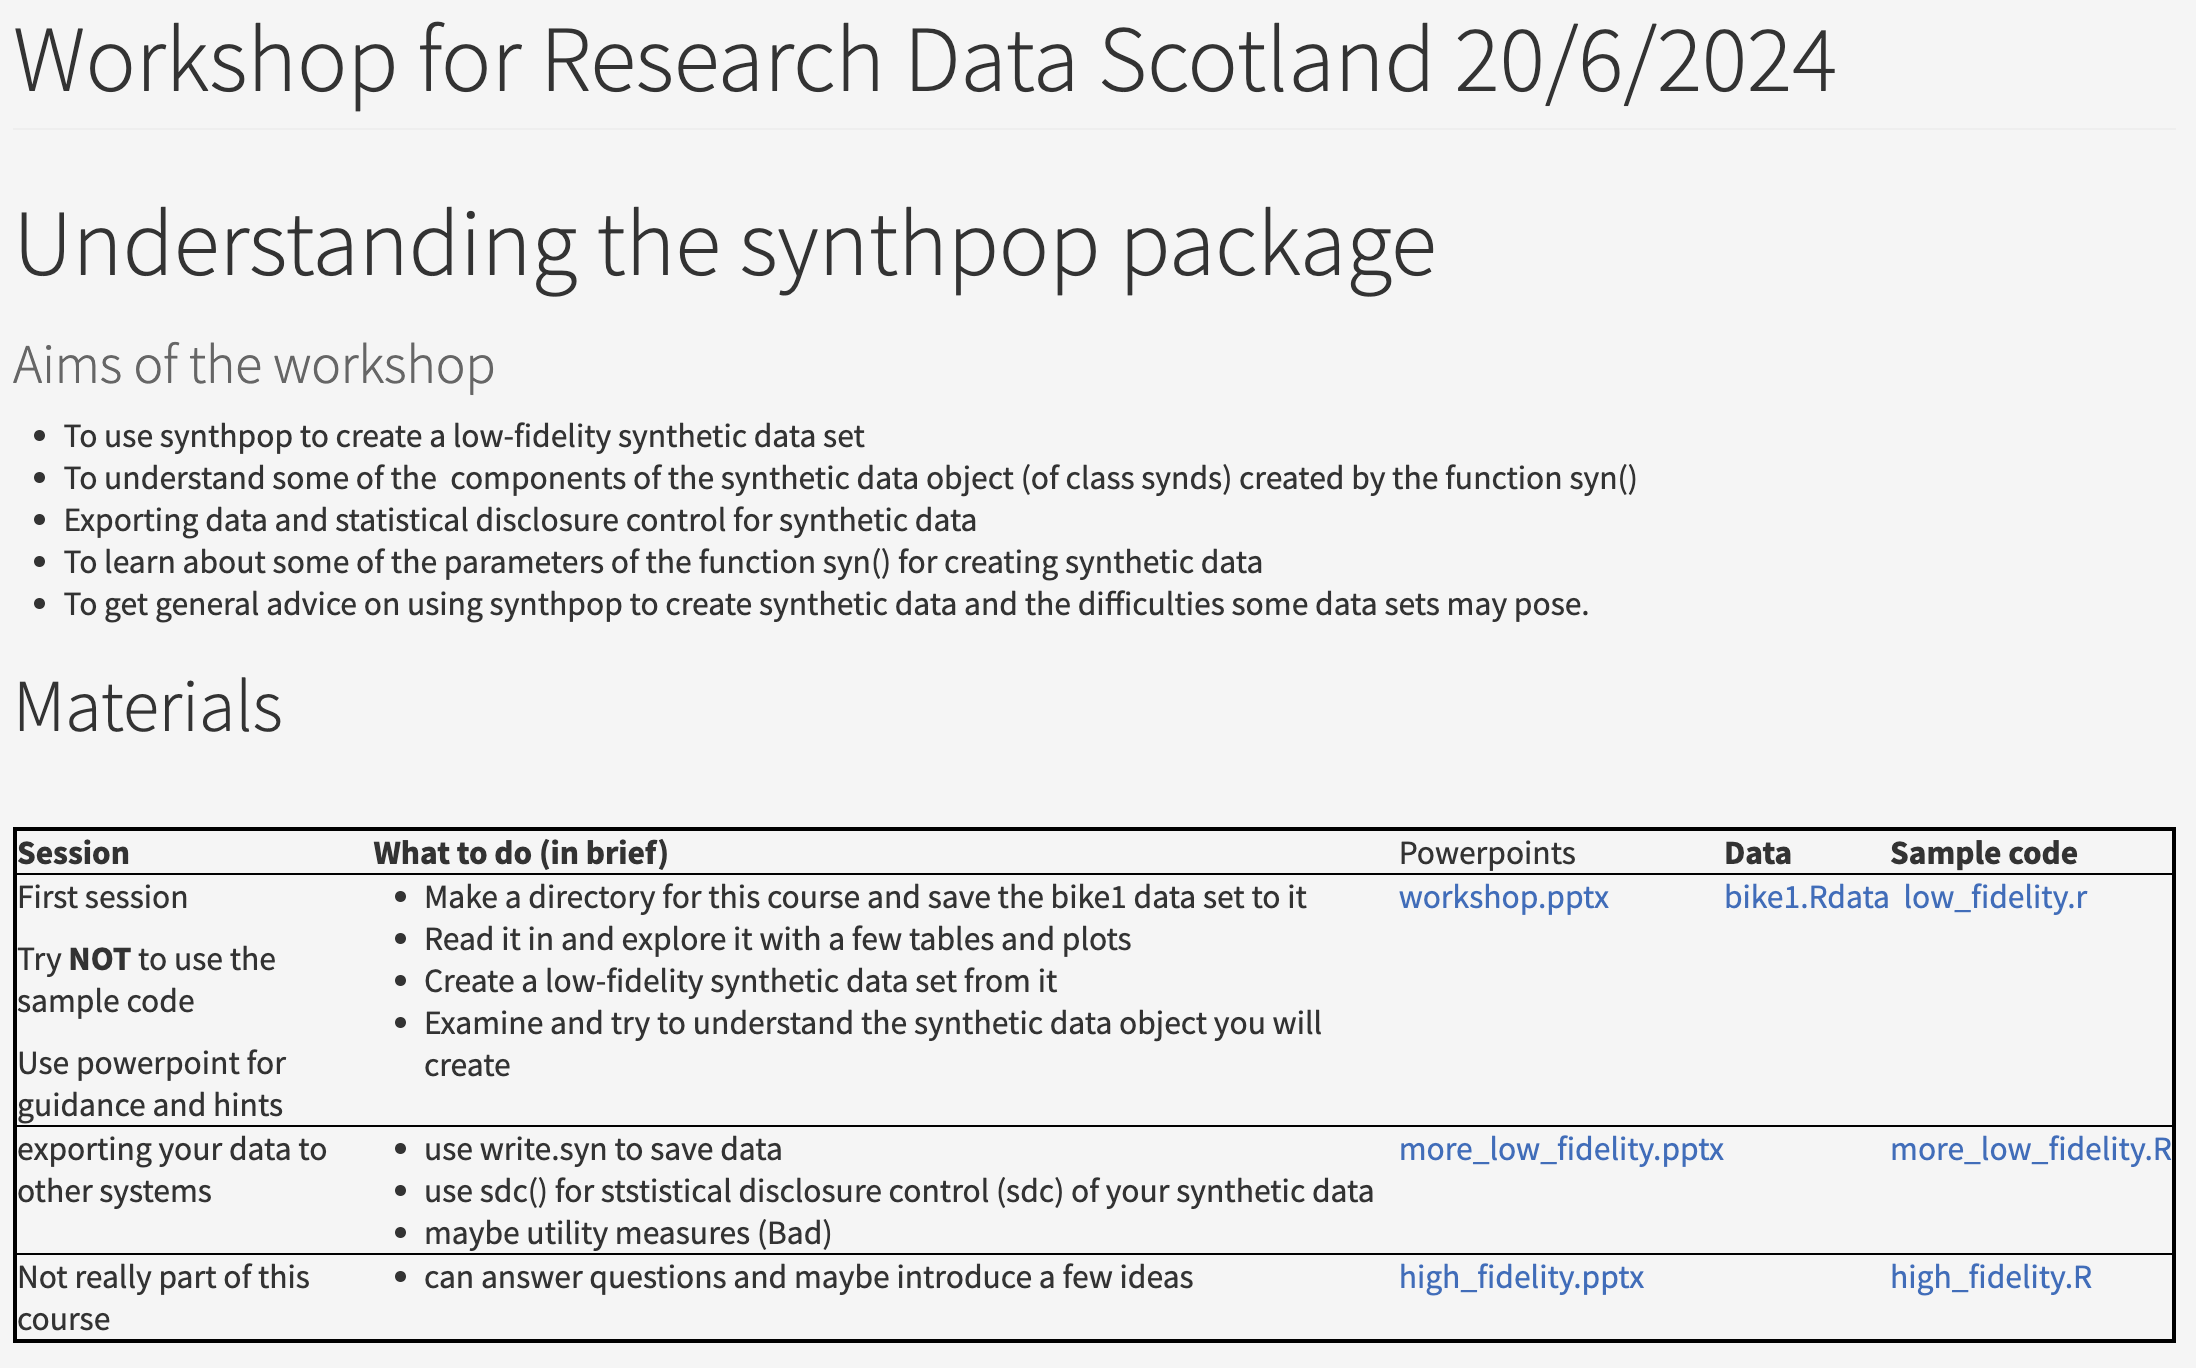 Workshop for Research Data Scotland 20/6/2024
Understanding the synthpop package
Aims of the workshop
• To use synthpop to create a low-fidelity synthetic data set
• To understand some of the  components of the synthetic data object (of class synds) created by the function syn()
• Exporting data and statistical disclosure control for synthetic data
• To learn about some of the parameters of the function syn() for creating synthetic data
• To get general advice on using synthpop to create synthetic data and the difficulties some data sets may pose.
Materials
Session What to do (in brief) Powerpoints Data Sample code
First session
Try NOT to use the
sample code
Use powerpoint for
guidance and hints
• Make a directory for this course and save the bike1 data set to it
• Read it in and explore it with a few tables and plots
• Create a low-fidelity synthetic data set from it
• Examine and try to understand the synthetic data object you will
create
workshop.pptx
bike1.Rdata
low_fidelity.r
exporting your data to
other systems
• use write.syn to save data
• use sdc() for ststistical disclosure control (sdc) of your synthetic data
• maybe utility measures (Bad)
more_low_fidelity.pptx
more_low_fidelity.R
Not really part of this
course
• can answer questions and maybe introduce a few ideas
high_fidelity.pptx
high_fidelity.R